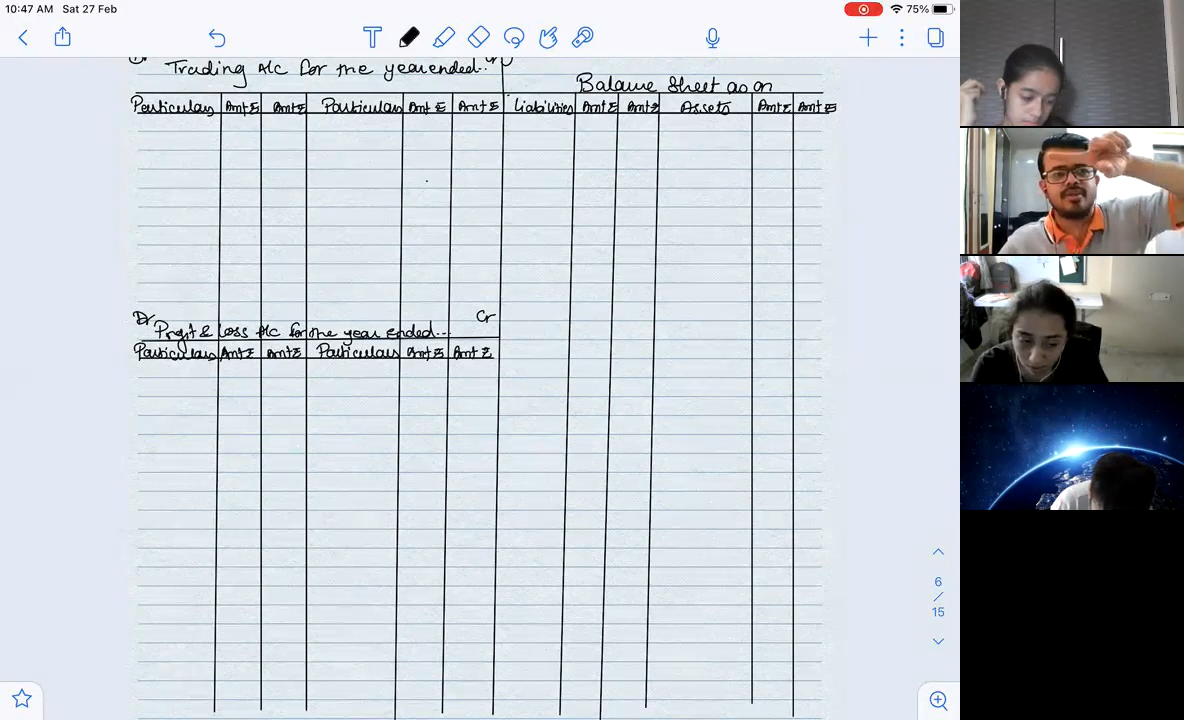 10:47 AM Sat 27 Feb
75%
Trading A/c for the year ended..
Balance Sheet as on
Particulars Amt ₹ Amt ₹ Particulars Amt ₹ Amt ₹ Liabilities Amt ₹ Amt ₹ Assets Amt ₹ Amt ₹
Dr Cr
Profit & Loss A/c for the year ended...
Particulars Amt ₹ Amt ₹ Particulars Amt ₹ Amt ₹
6
/
15